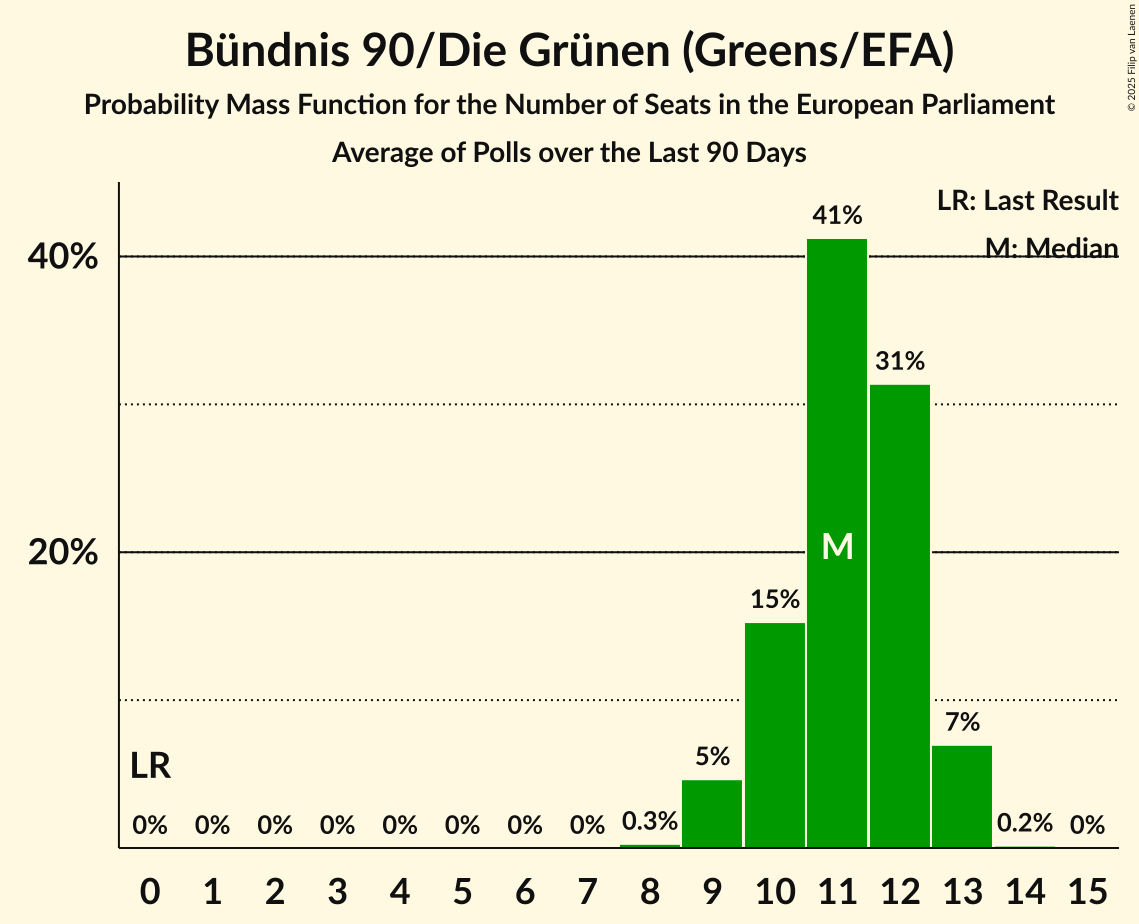 Bündnis 90/Die Grünen (Greens/EFA)
Probability Mass Function for the Number of Seats in the European Parliament
Average of Polls over the Last 90 Days
© 2025 Filip van Laenen
LR: Last Result
M: Median
40%
20%
41%
31%
M
15%
7%
5%
LR
0% 0% 0% 0% 0% 0% 0% 0% 0.3% 0.2% 0%
0 1 2 3 4 5 6 7 8 9 10 11 12 13 14 15